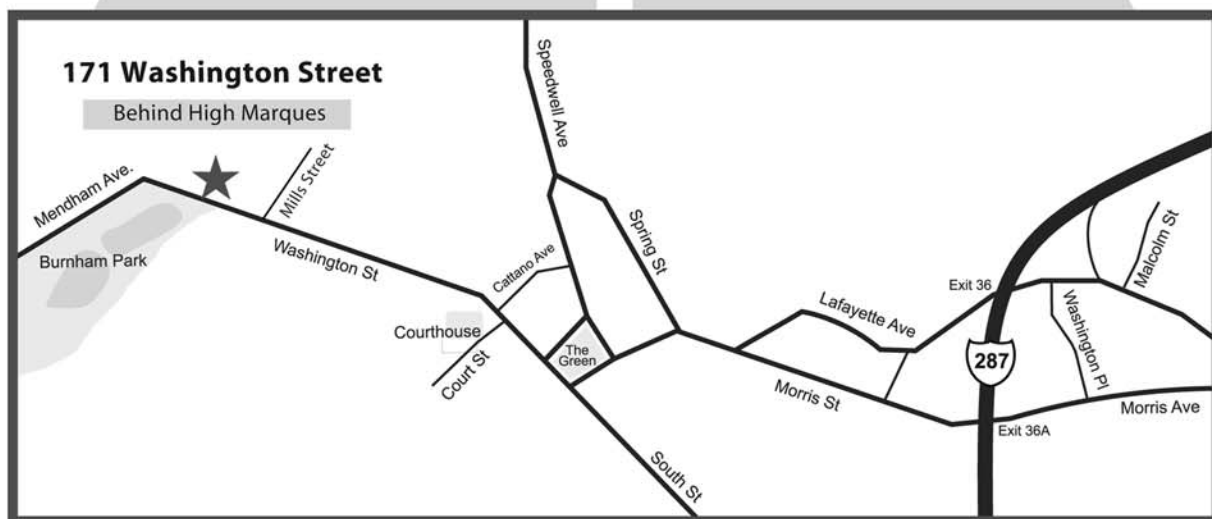 171 Washington Street
Behind High Marques
Mendham Ave.
Burnham Park
Mills Street
Washington St
Speedwell Ave
Spring St
Cattano Ave
Courthouse
Court St
The
Green
South St
Lafayette Ave
Morris St
Exit 36
287
Exit 36A
Washington Pl
Malcolm St
Morris Ave